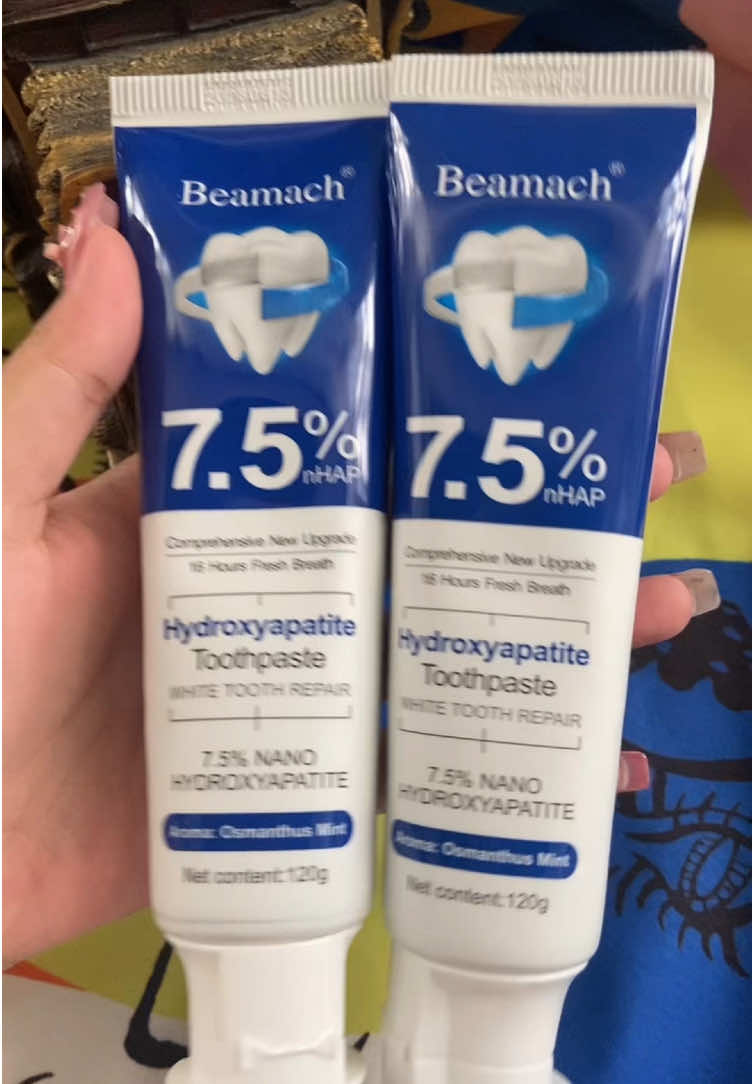 Beamach®
7.5%
nHAP
Comprehensive New Upgrade
16 Hours Fresh Breath
Hydroxyapatite
Toothpaste
WHITE TOOTH REPAIR
7.5% NANO
HYDROXYAPATITE
Aroma: Osmanthus Mint
Net content:120g
Beamach®
7.5%
nHAP
Comprehensive New Upgrade
16 Hours Fresh Breath
Hydroxyapatite
Toothpaste
WHITE TOOTH REPAIR
7.5% NANO
HYDROXYAPATITE
Aroma: Osmanthus Mint
Net content:120g